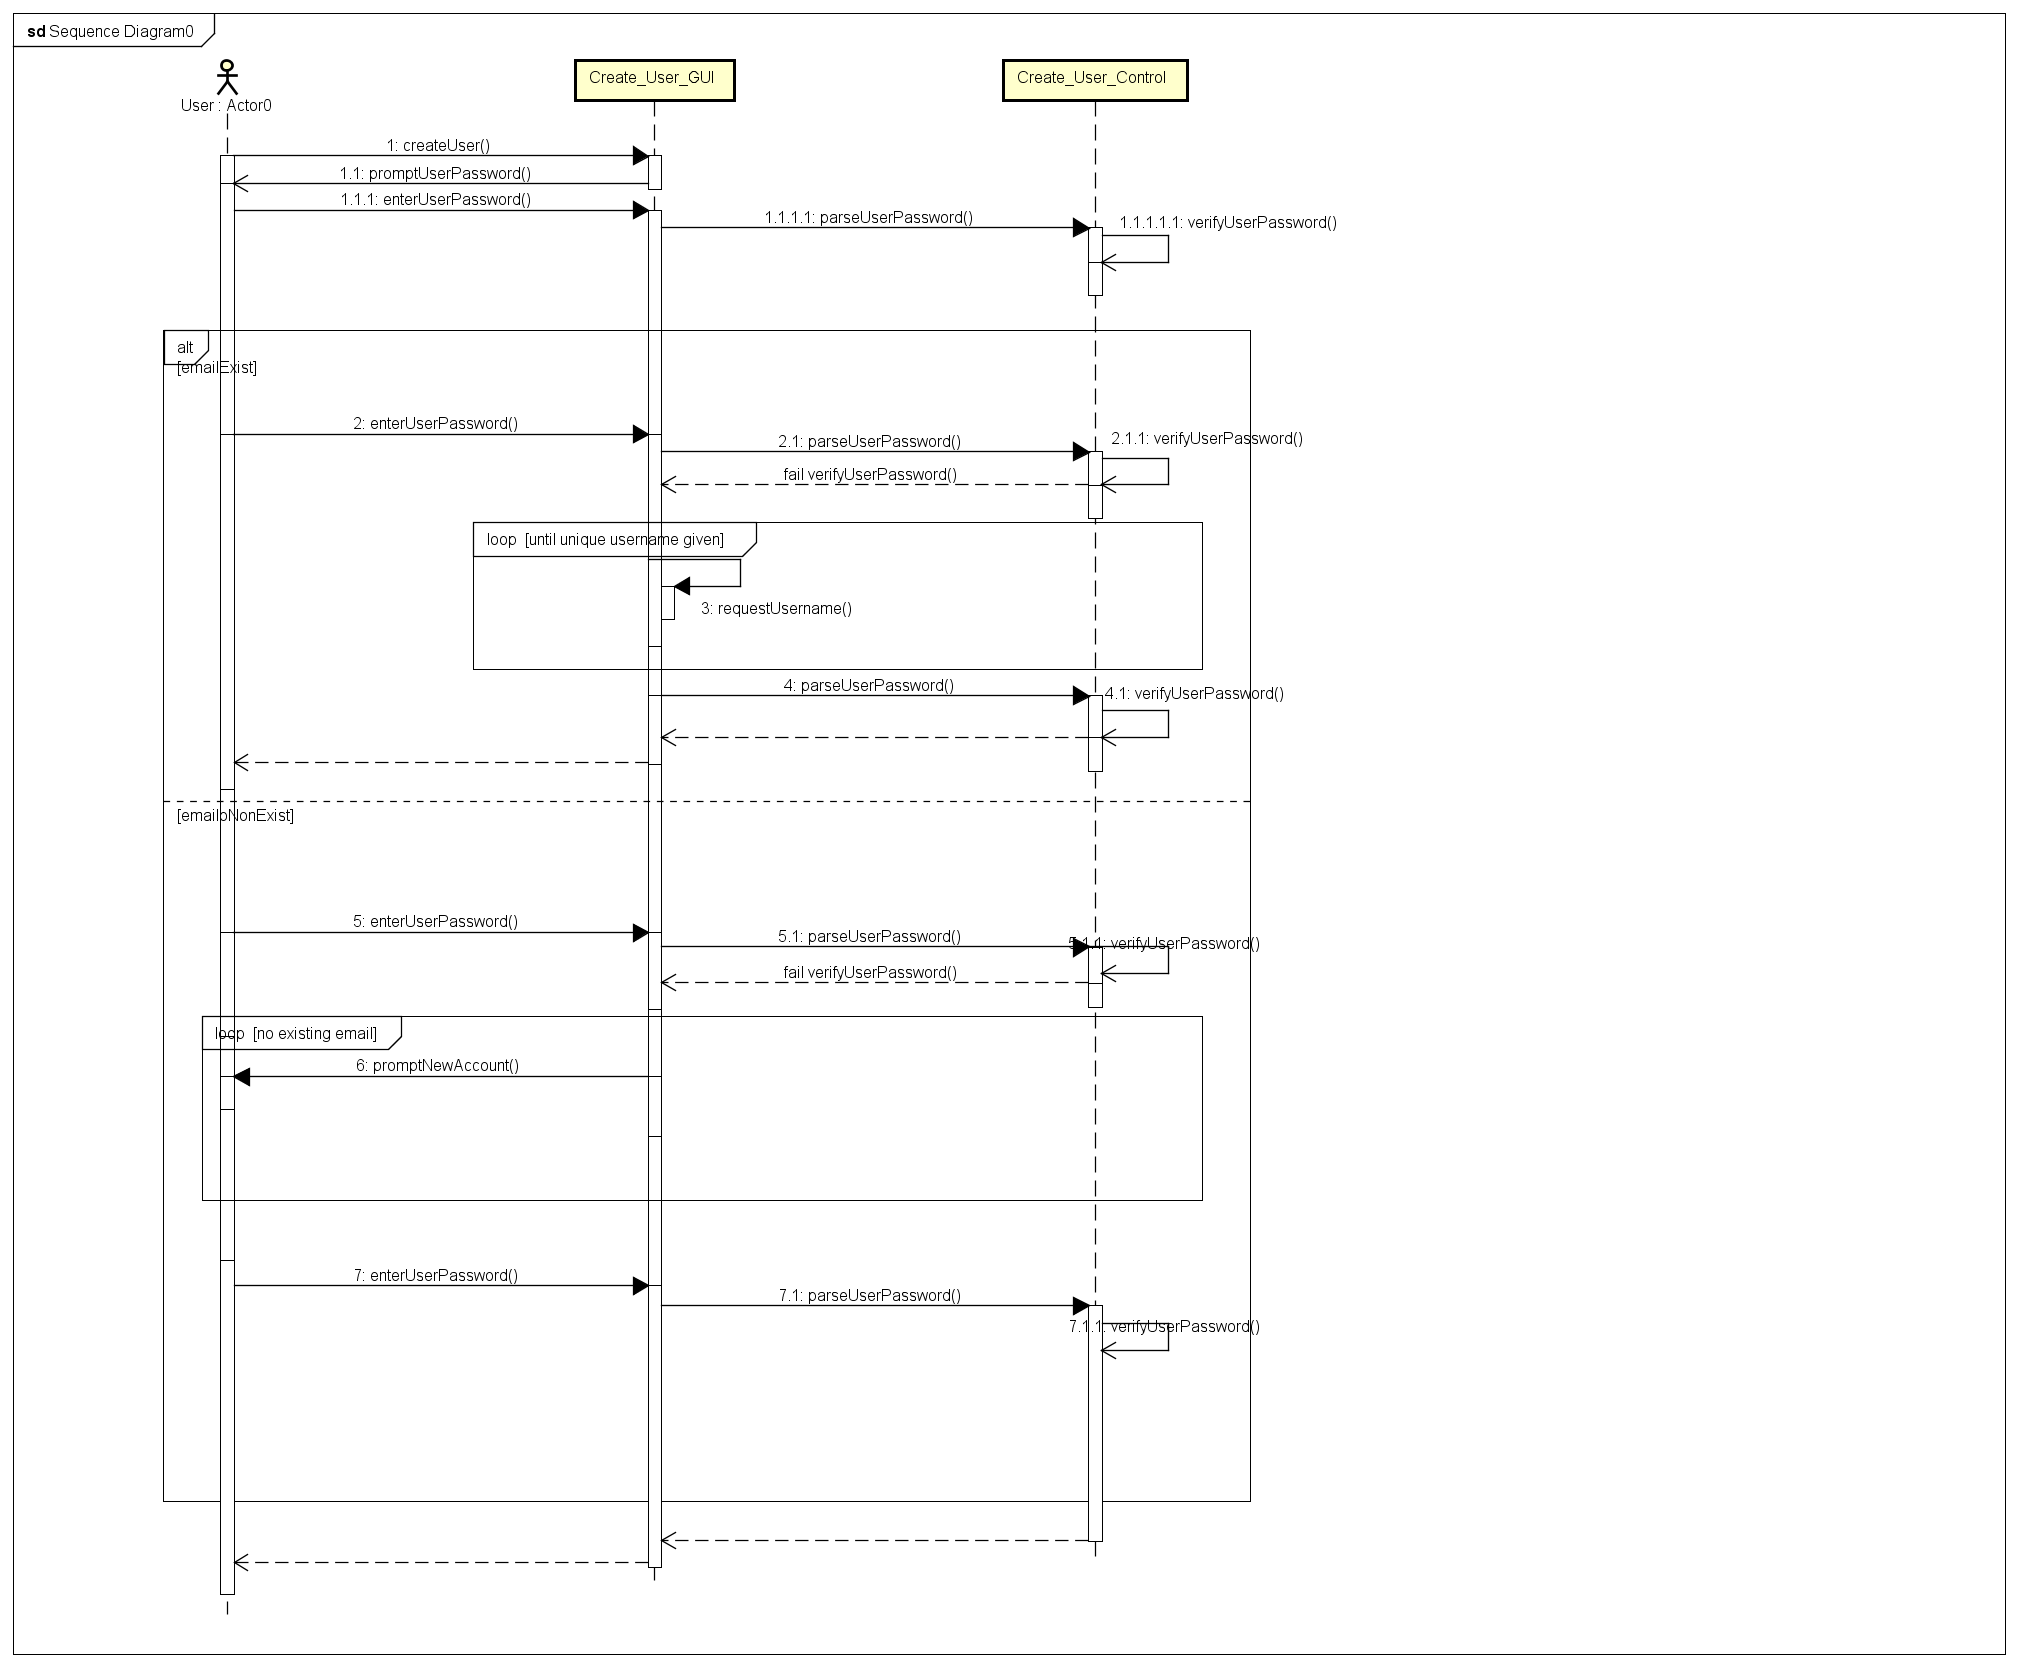 sd Sequence Diagram0
User : Actor0
Create_User_GUI
Create_User_Control
1: createUser()
1.1: promptUserPassword()
1.1.1: enterUserPassword()
1.1.1.1: parseUserPassword()
1.1.1.1.1: verifyUserPassword()
alt
[emailExist]
2: enterUserPassword()
2.1: parseUserPassword()
2.1.1: verifyUserPassword()
fail verifyUserPassword()
loop [until unique username given]
3: requestUsername()
4: parseUserPassword()
4.1: verifyUserPassword()
[emailpNonExist]
5: enterUserPassword()
5.1: parseUserPassword()
5.1.1: verifyUserPassword()
fail verifyUserPassword()
loop [no existing email]
6: promptNewAccount()
7: enterUserPassword()
7.1: parseUserPassword()
7.1.1: verifyUserPassword()